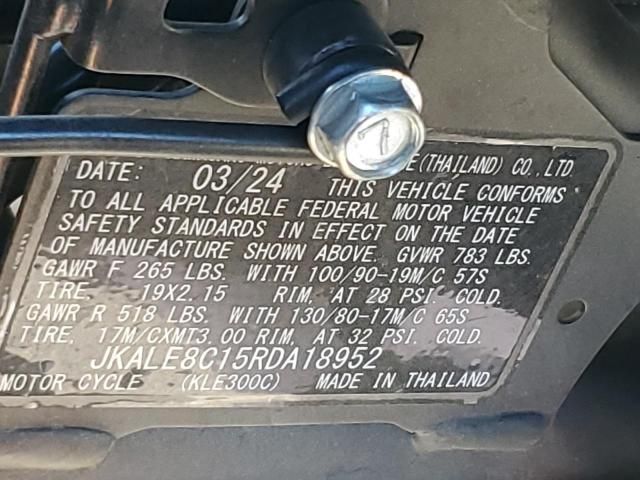 E(THAILAND) CO., LTD.
DATE: 03/24 THIS VEHICLE CONFORMS
TO ALL APPLICABLE FEDERAL MOTOR VEHICLE
SAFETY STANDARDS IN EFFECT ON THE DATE
OF MANUFACTURE SHOWN ABOVE. GVWR 783 LBS.
GAWR F 265 LBS. WITH 100/90-19M/C 57S
TIRE, 19X2.15 RIM, AT 28 PSI. COLD.
GAWR R 518 LBS. WITH 130/80-17M/C 65S
TIRE, 17M/CXMT3.00 RIM, AT 32 PSI. COLD.
JKALE8C15RDA18952
MOTOR CYCLE (KLE300C) MADE IN THAILAND
7